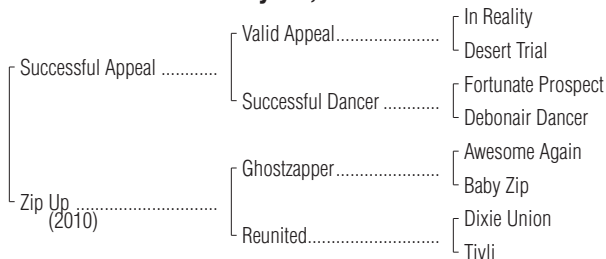 In Reality
Valid Appeal....................
Desert Trial
Successful Appeal ............
Fortunate Prospect
Successful Dancer ............
Debonair Dancer
Awesome Again
Ghostzapper....................
Baby Zip
Zip Up ..............................
(2010)
Dixie Union
Reunited..........................
Tivli